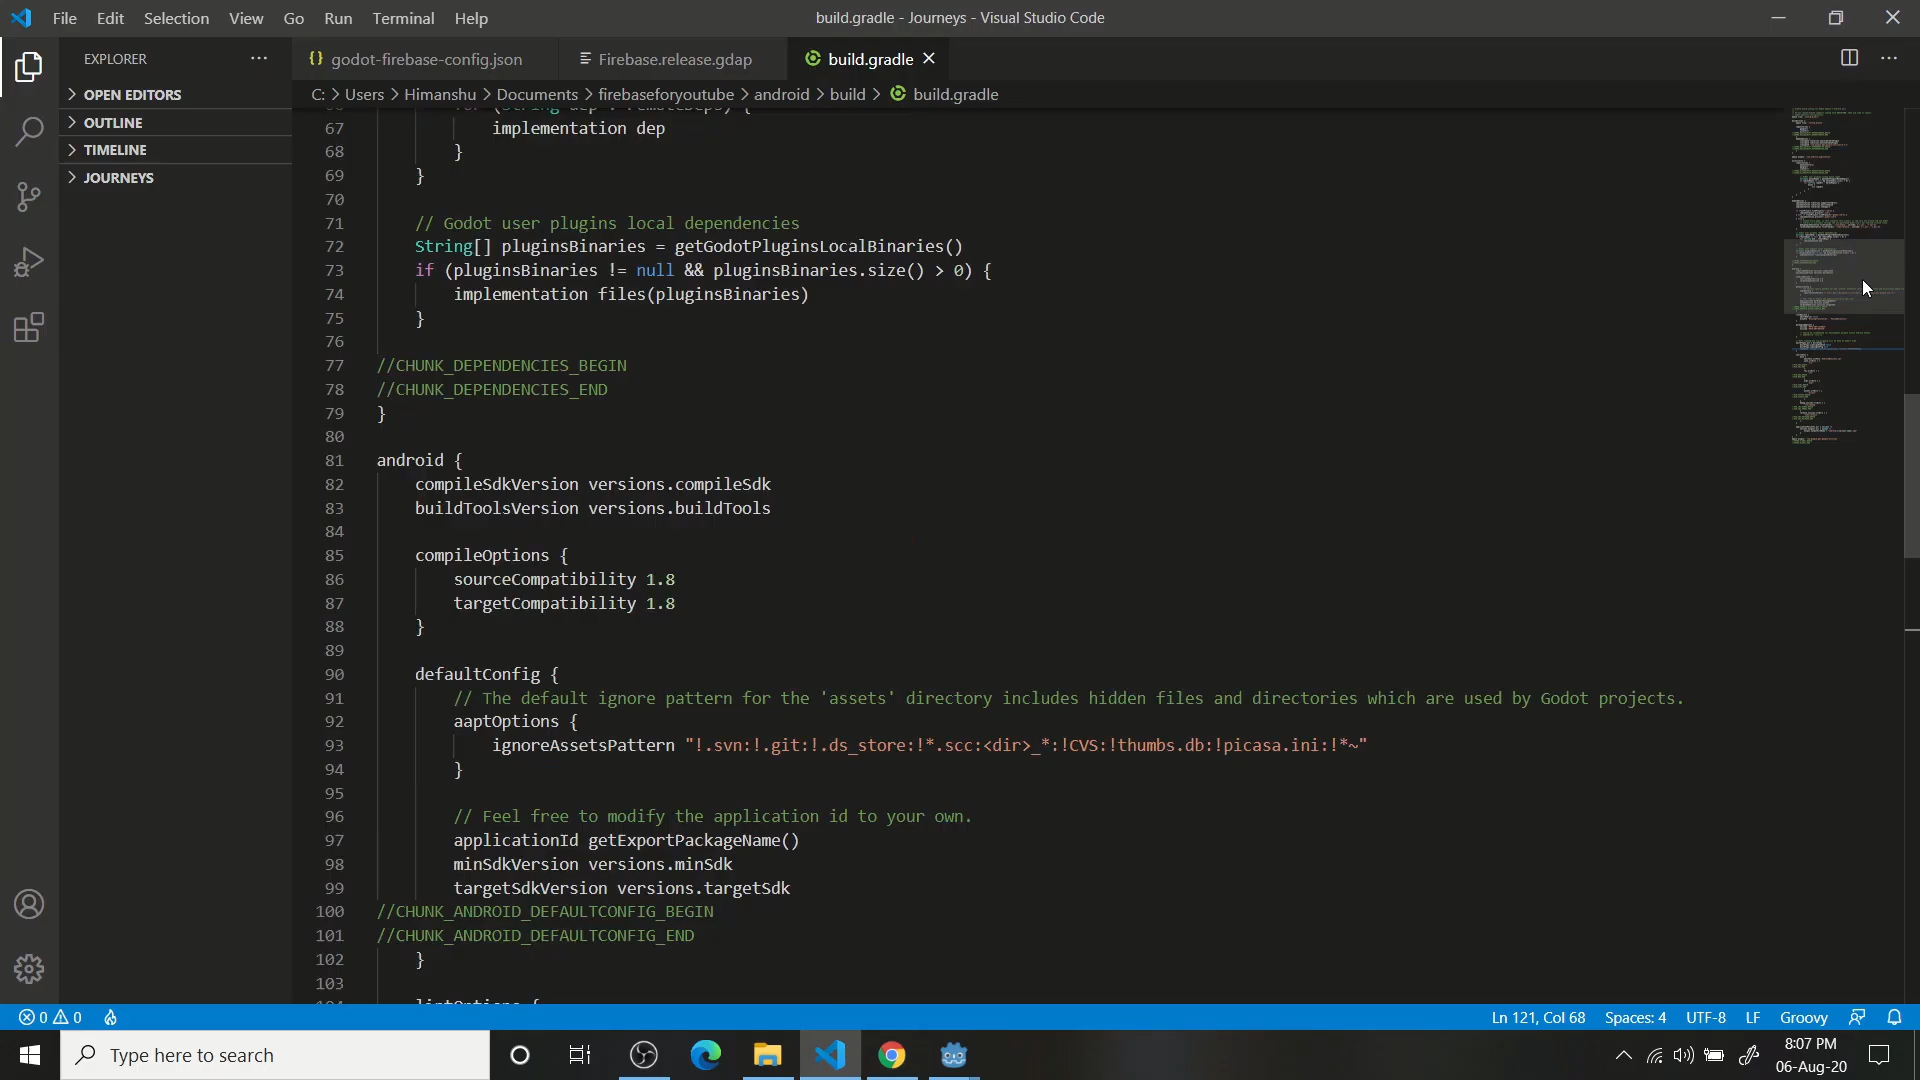 File Edit Selection View Go Run Terminal Help
build.gradle - Journeys - Visual Studio Code
EXPLORER
godot-firebase-config.json
Firebase.release.gdap
build.gradle
OPEN EDITORS
OUTLINE
TIMELINE
JOURNEYS
C: > Users > Himanshu > Documents > firebaseforyoutube > android > build > build.gradle
67 implementation dep
68 }
69 }
70
71 // Godot user plugins local dependencies
72 String[] pluginsBinaries = getGodotPluginsLocalBinaries()
73 if (pluginsBinaries != null && pluginsBinaries.size() > 0) {
74 implementation files(pluginsBinaries)
75 }
76
77 //CHUNK_DEPENDENCIES_BEGIN
78 //CHUNK_DEPENDENCIES_END
79 }
80
81 android {
82 compileSdkVersion versions.compileSdk
83 buildToolsVersion versions.buildTools
84
85 compileOptions {
86 sourceCompatibility 1.8
87 targetCompatibility 1.8
88 }
89
90 defaultConfig {
91 // The default ignore pattern for the 'assets' directory includes hidden files and directories which are used by Godot projects.
92 aaptOptions {
93 ignoreAssetsPattern "!.svn:!.git:!.ds_store:!*.scc:<dir>_*:!CVS:!thumbs.db:!picasa.ini:!*~"
94 }
95
96 // Feel free to modify the application id to your own.
97 applicationId getExportPackageName()
98 minSdkVersion versions.minSdk
99 targetSdkVersion versions.targetSdk
100 //CHUNK_ANDROID_DEFAULTCONFIG_BEGIN
101 //CHUNK_ANDROID_DEFAULTCONFIG_END
102 }
103
0 0
Ln 121, Col 68 Spaces: 4 UTF-8 LF Groovy
Type here to search
8:07 PM
06-Aug-20